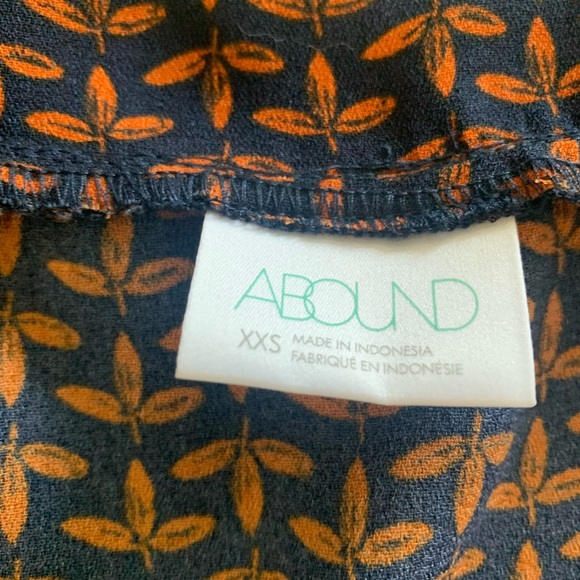 ABOUND
XXS MADE IN INDONESIA
FABRIQUÉ EN INDONÉSIE